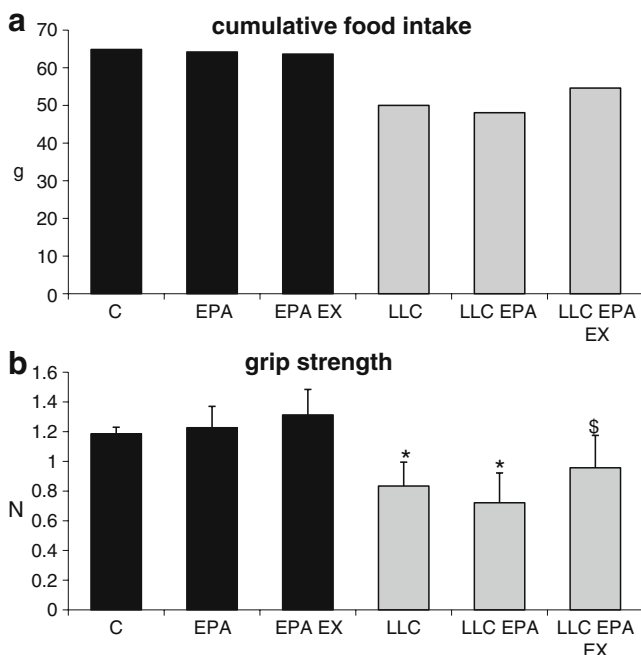 a
cumulative food intake
70
60
50
40
g
30
20
10
0
C EPA EPA EX LLC LLC EPA LLC EPA
EX
b
grip strength
1.6
1.4
1.2
1
0.8
N
0.6
0.4
0.2
0
* * $
C EPA EPA EX LLC LLC EPA LLC EPA
EX